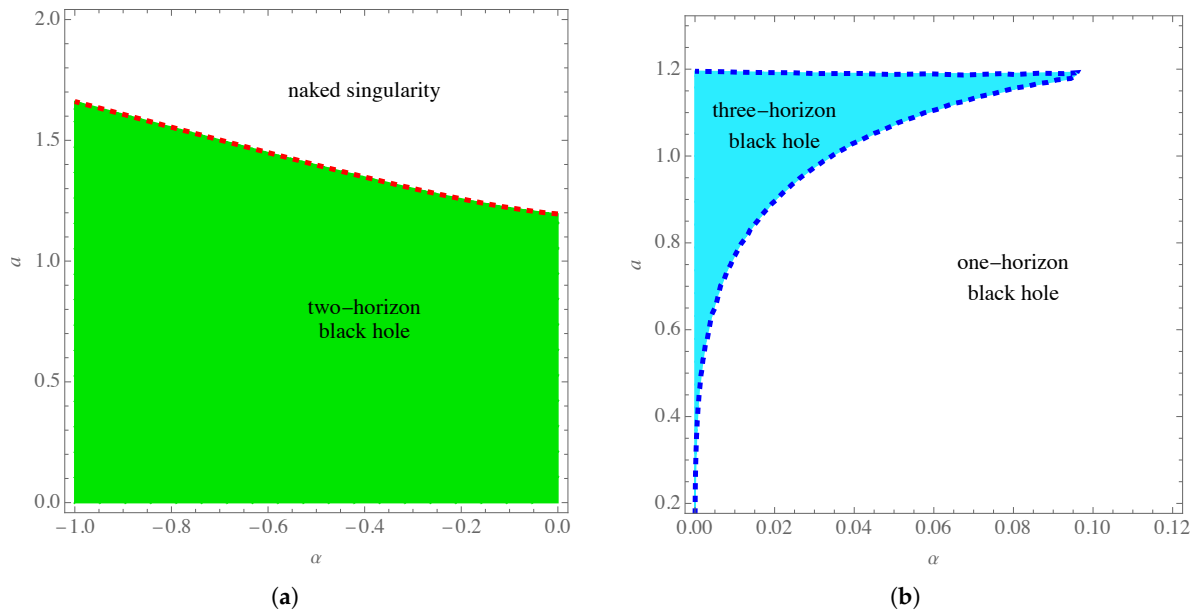 2.0
1.5
1.0
0.5
0.0
a
naked singularity
two−horizon
black hole
−1.0 −0.8 −0.6 −0.4 −0.2 0.0
α
(a)
1.2
1.0
0.8
0.6
0.4
0.2
a
three−horizon
black hole
one−horizon
black hole
0.00 0.02 0.04 0.06 0.08 0.10 0.12
α
(b)